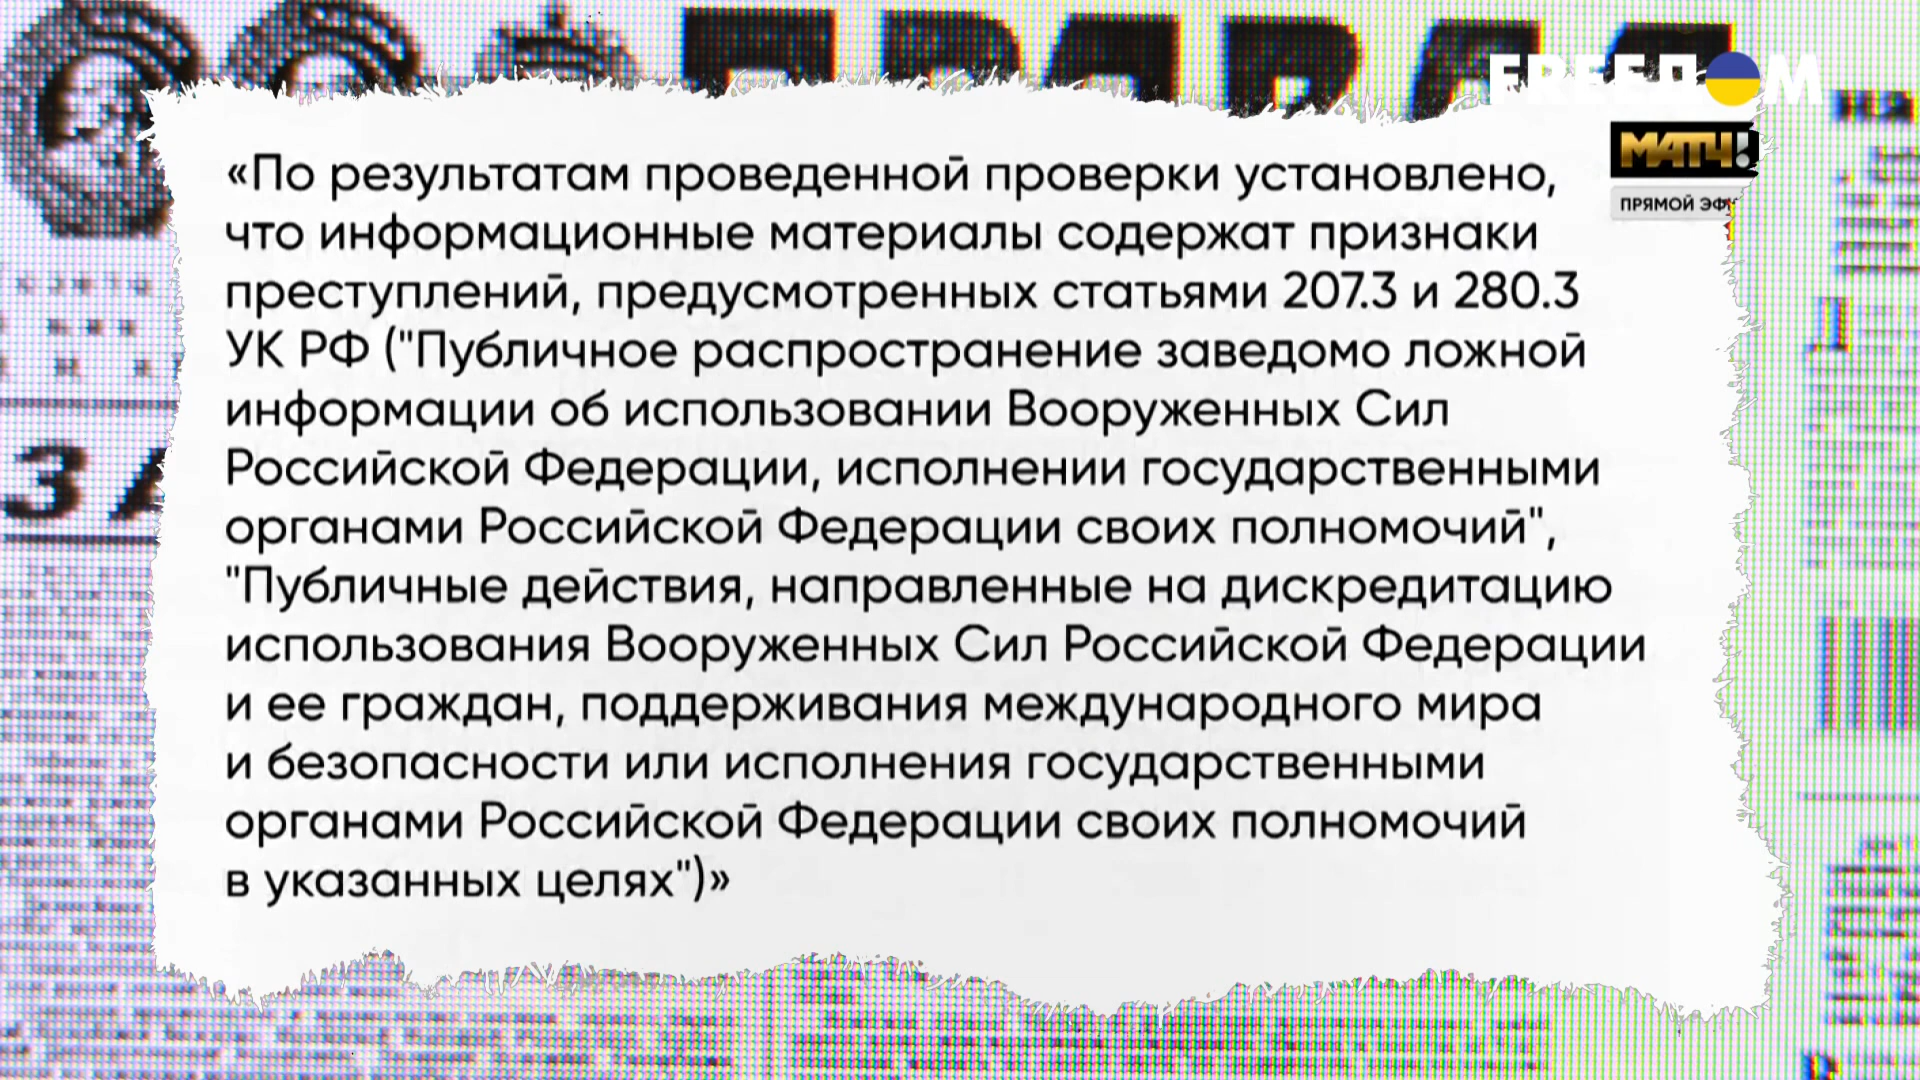 ПРАВДА
FREEДOM
МАТЧ!
ПРЯМОЙ
«По результатам проведенной проверки установлено,
что информационные материалы содержат признаки
преступлений, предусмотренных статьями 207.3 и 280.3
УК РФ ("Публичное распространение заведомо ложной
информации об использовании Вооруженных Сил
Российской Федерации, исполнении государственными
органами Российской Федерации своих полномочий",
"Публичные действия, направленные на дискредитацию
использования Вооруженных Сил Российской Федерации
и ее граждан, поддерживания международного мира
и безопасности или исполнения государственными
органами Российской Федерации своих полномочий
в указанных целях")»